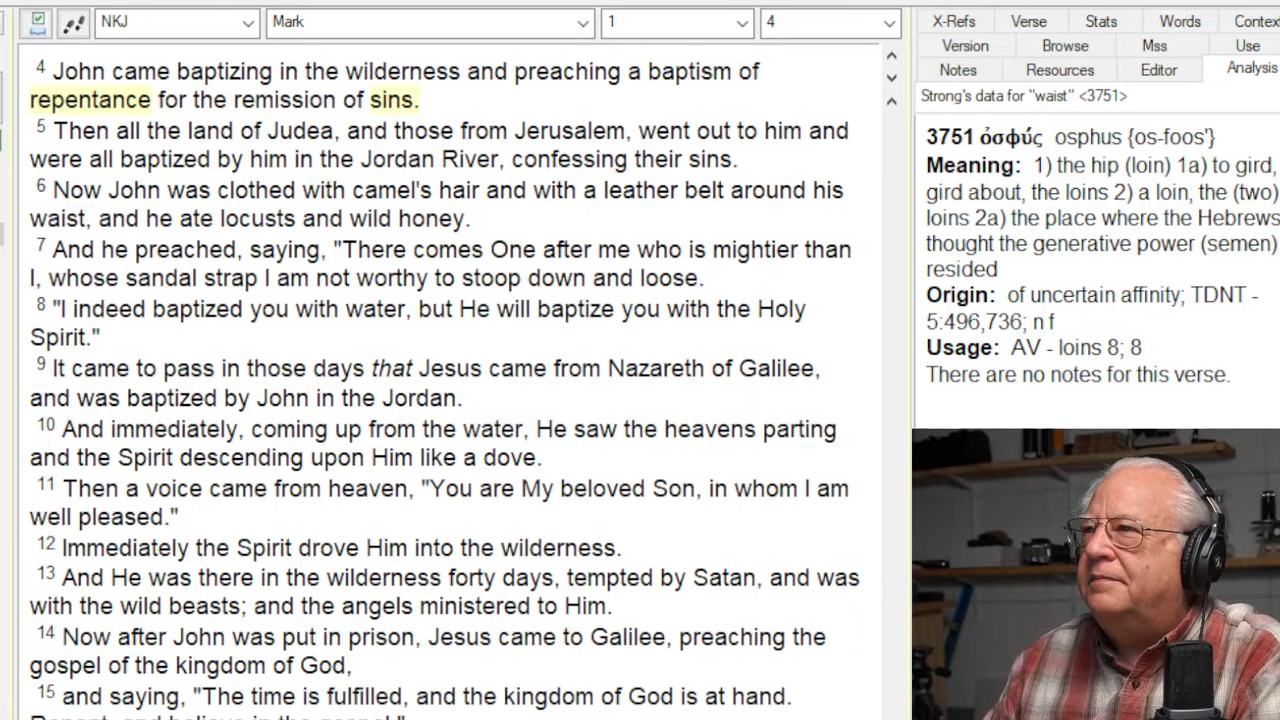 NKJ Mark 1 4
4 John came baptizing in the wilderness and preaching a baptism of
repentance for the remission of sins.
5 Then all the land of Judea, and those from Jerusalem, went out to him and
were all baptized by him in the Jordan River, confessing their sins.
6 Now John was clothed with camel's hair and with a leather belt around his
waist, and he ate locusts and wild honey.
7 And he preached, saying, "There comes One after me who is mightier than
I, whose sandal strap I am not worthy to stoop down and loose.
8 "I indeed baptized you with water, but He will baptize you with the Holy
Spirit."
9 It came to pass in those days that Jesus came from Nazareth of Galilee,
and was baptized by John in the Jordan.
10 And immediately, coming up from the water, He saw the heavens parting
and the Spirit descending upon Him like a dove.
11 Then a voice came from heaven, "You are My beloved Son, in whom I am
well pleased."
12 Immediately the Spirit drove Him into the wilderness.
13 And He was there in the wilderness forty days, tempted by Satan, and was
with the wild beasts; and the angels ministered to Him.
14 Now after John was put in prison, Jesus came to Galilee, preaching the
gospel of the kingdom of God,
15 and saying, "The time is fulfilled, and the kingdom of God is at hand.
Repent, and believe in the gospel."
X-Refs Verse Stats Words Contex
Version Browse Mss Use
Notes Resources Editor Analysis
Strong's data for "waist" <3751>
3751 ὀσφύς osphus {os-foos'}
Meaning: 1) the hip (loin) 1a) to gird,
gird about, the loins 2) a loin, the (two)
loins 2a) the place where the Hebrews
thought the generative power (semen)
resided
Origin: of uncertain affinity; TDNT -
5:496,736; n f
Usage: AV - loins 8; 8
There are no notes for this verse.